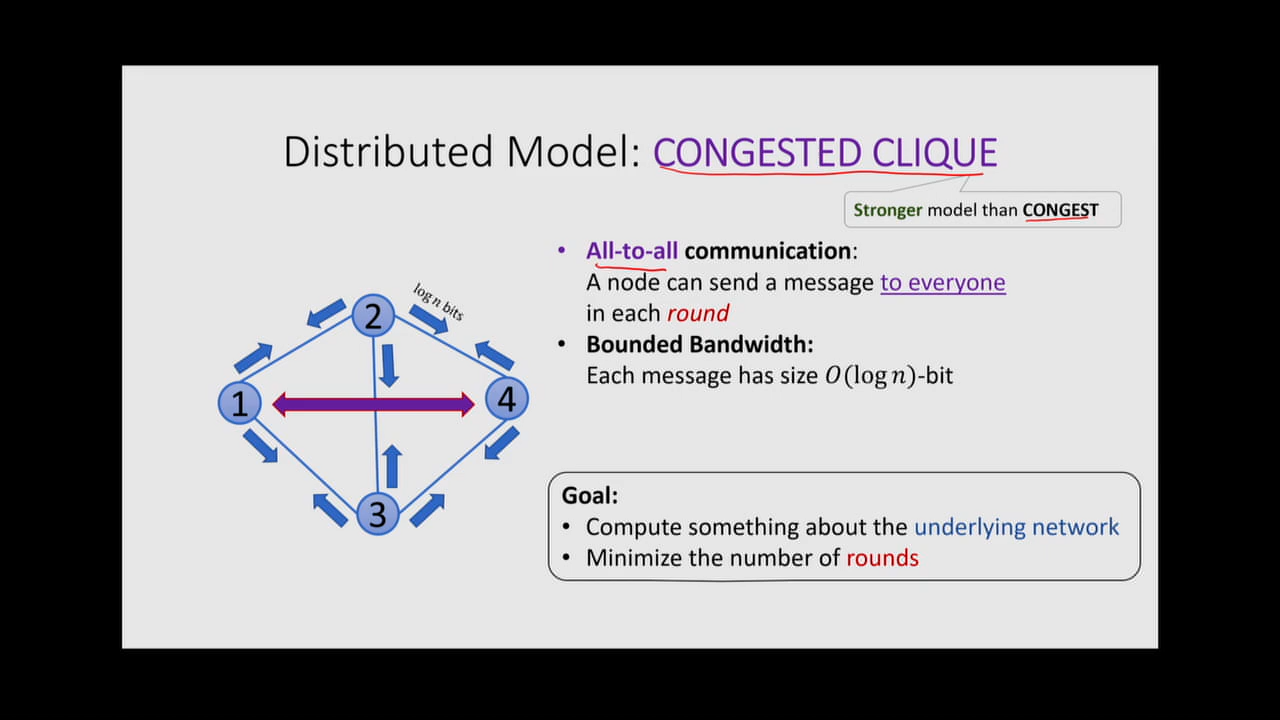 Distributed Model: CONGESTED CLIQUE
Stronger model than CONGEST
• All-to-all communication:
A node can send a message to everyone
in each round
• Bounded Bandwidth:
Each message has size O(log n)-bit
log n bits
2
1
4
3
Goal:
• Compute something about the underlying network
• Minimize the number of rounds